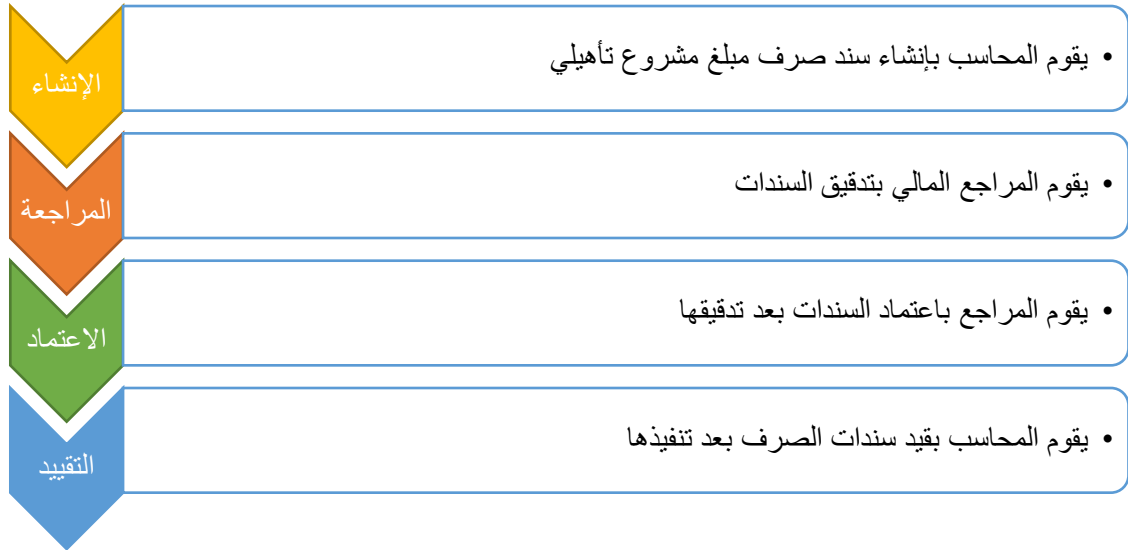 الإنشاء
• يقوم المحاسب بإنشاء سند صرف مبلغ مشروع تأهيلي
المراجعة
• يقوم المراجع المالي بتدقيق السندات
الاعتماد
• يقوم المراجع باعتماد السندات بعد تدقيقها
التقييد
• يقوم المحاسب بقيد سندات الصرف بعد تنفيذها